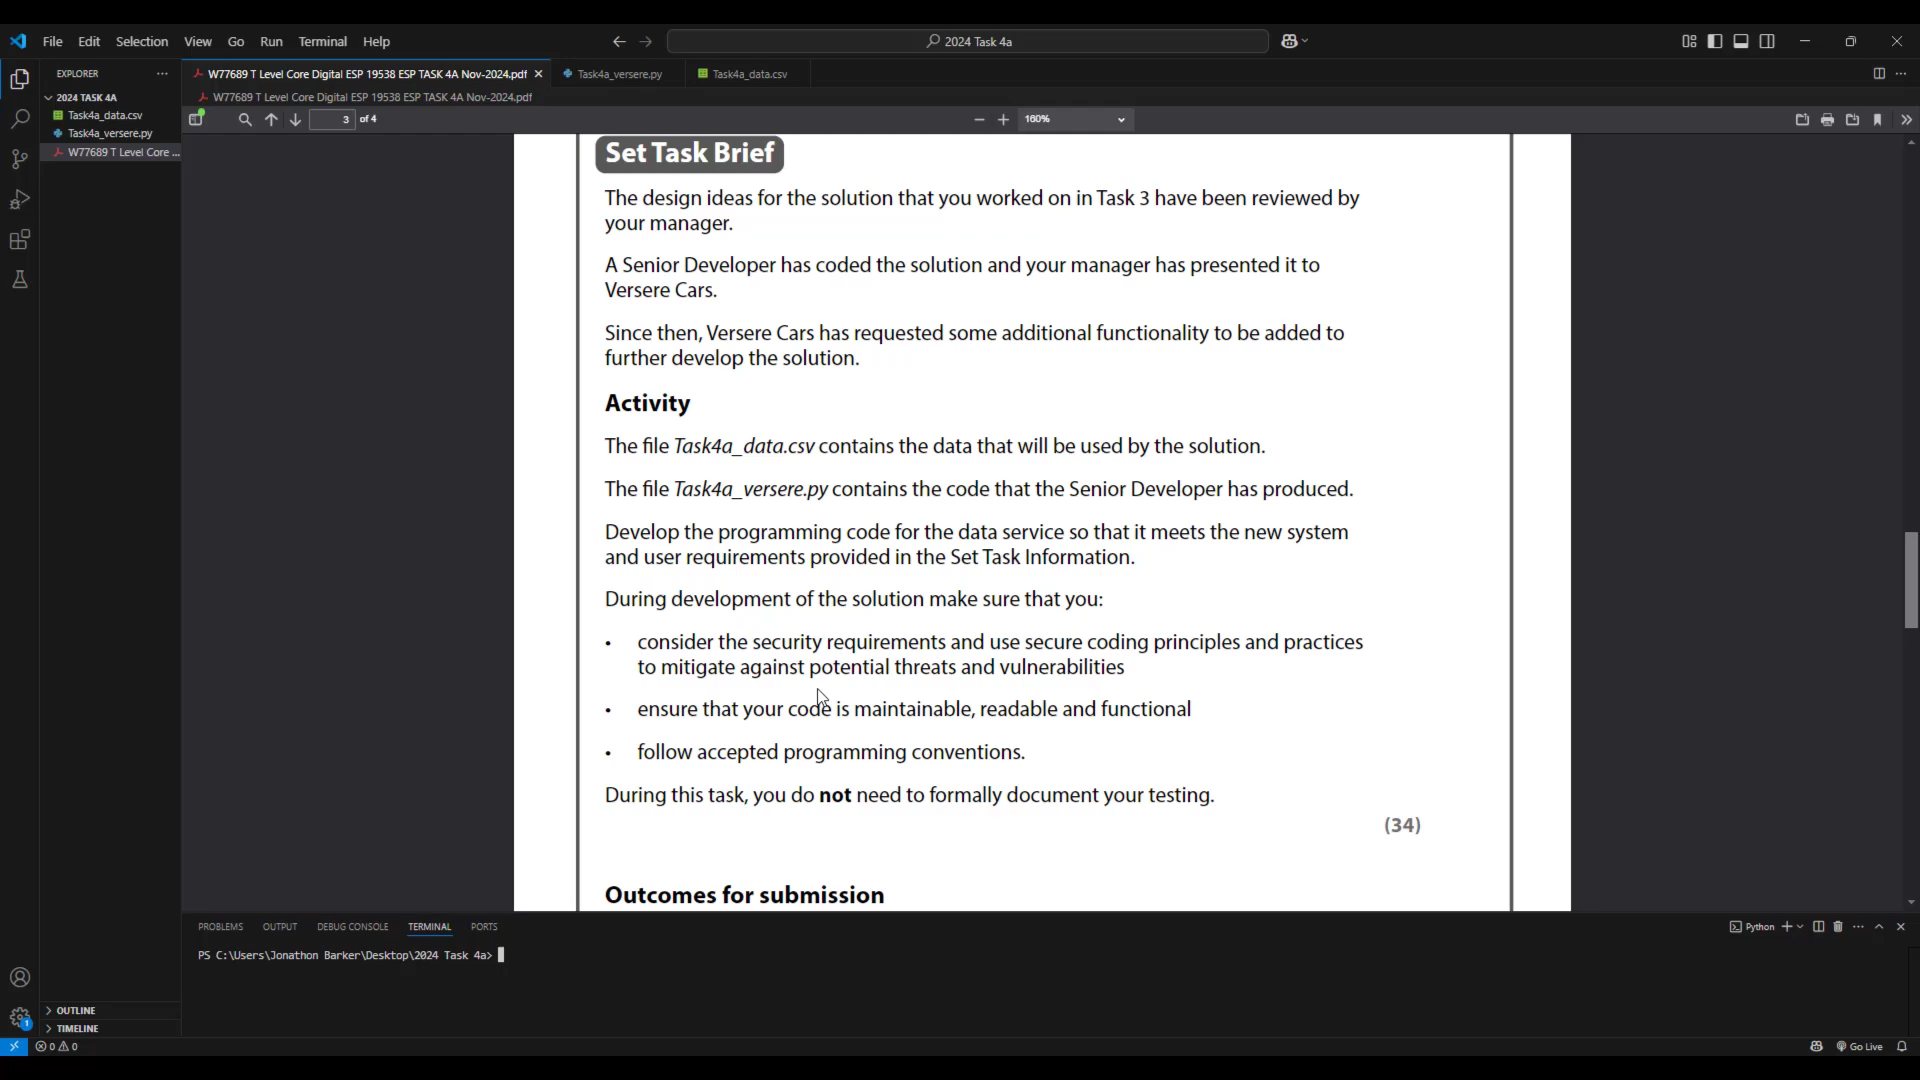 File Edit Selection View Go Run Terminal Help
2024 Task 4a
EXPLORER
2024 TASK 4A
Task4a_data.csv
Task4a_versere.py
W77689 T Level Core ...
W77689 T Level Core Digital ESP 19538 ESP TASK 4A Nov-2024.pdf
Task4a_versere.py
Task4a_data.csv
W77689 T Level Core Digital ESP 19538 ESP TASK 4A Nov-2024.pdf
3 of 4
160%
Set Task Brief
The design ideas for the solution that you worked on in Task 3 have been reviewed by
your manager.
A Senior Developer has coded the solution and your manager has presented it to
Versere Cars.
Since then, Versere Cars has requested some additional functionality to be added to
further develop the solution.
Activity
The file Task4a_data.csv contains the data that will be used by the solution.
The file Task4a_versere.py contains the code that the Senior Developer has produced.
Develop the programming code for the data service so that it meets the new system
and user requirements provided in the Set Task Information.
During development of the solution make sure that you:
• consider the security requirements and use secure coding principles and practices
to mitigate against potential threats and vulnerabilities
• ensure that your code is maintainable, readable and functional
• follow accepted programming conventions.
During this task, you do not need to formally document your testing.
(34)
Outcomes for submission
PROBLEMS OUTPUT DEBUG CONSOLE TERMINAL PORTS
Python
PS C:\Users\Jonathon Barker\Desktop\2024 Task 4a>
OUTLINE
TIMELINE
1
0 0
Go Live